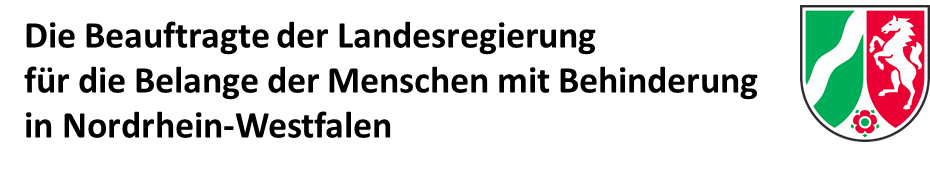 Die Beauftragte der Landesregierung
für die Belange der Menschen mit Behinderung
in Nordrhein-Westfalen